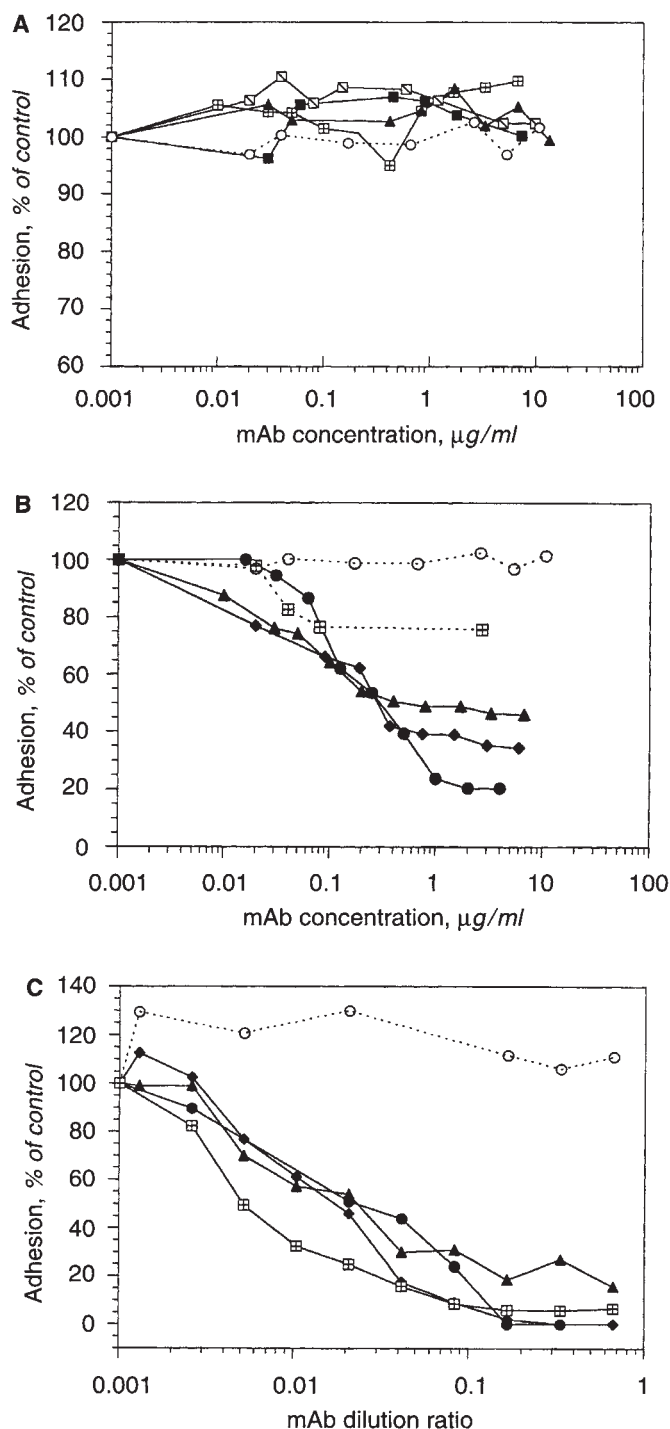 A
120
110
100
90
80
70
60
Adhesion, % of control
0.001 0.01 0.1 1 10 100
mAb concentration, μg/ml
B
120
100
80
60
40
20
0
Adhesion, % of control
0.001 0.01 0.1 1 10 100
mAb concentration, μg/ml
C
140
120
100
80
60
40
20
0
Adhesion, % of control
0.001 0.01 0.1 1
mAb dilution ratio